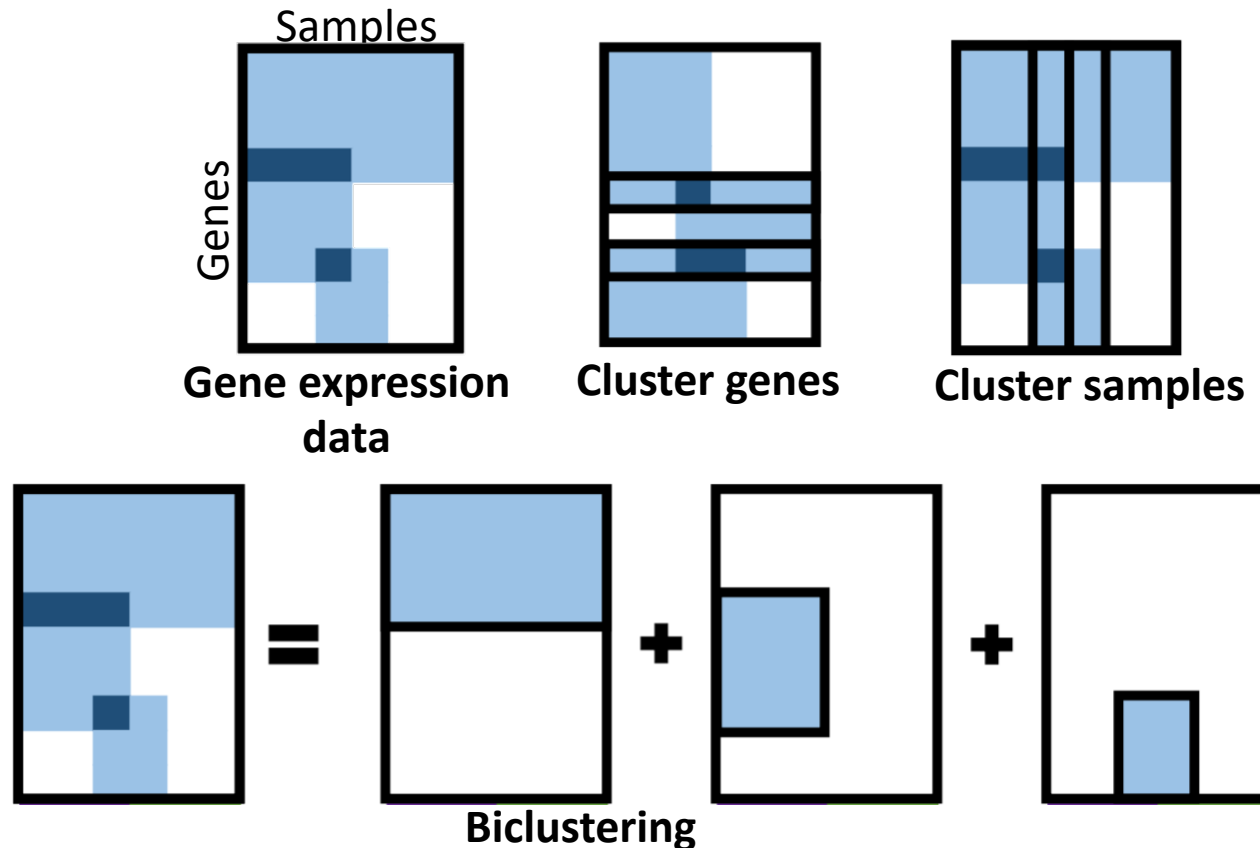 Samples
Genes
Gene expression
data
Cluster genes
Cluster samples
=
+
+
Biclustering